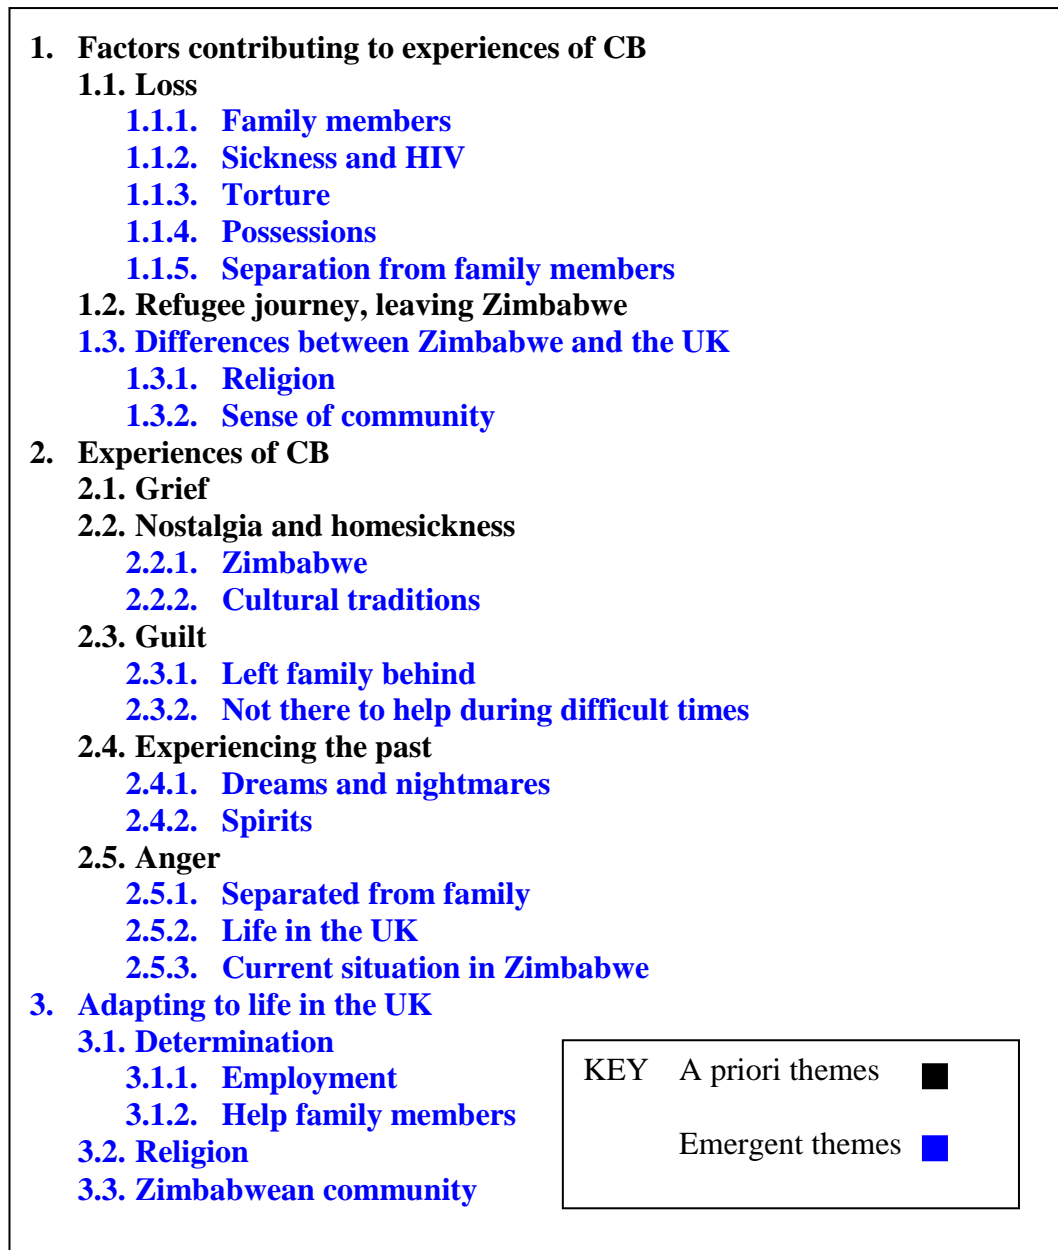 1. Factors contributing to experiences of CB
1.1. Loss
1.1.1. Family members
1.1.2. Sickness and HIV
1.1.3. Torture
1.1.4. Possessions
1.1.5. Separation from family members
1.2. Refugee journey, leaving Zimbabwe
1.3. Differences between Zimbabwe and the UK
1.3.1. Religion
1.3.2. Sense of community
2. Experiences of CB
2.1. Grief
2.2. Nostalgia and homesickness
2.2.1. Zimbabwe
2.2.2. Cultural traditions
2.3. Guilt
2.3.1. Left family behind
2.3.2. Not there to help during difficult times
2.4. Experiencing the past
2.4.1. Dreams and nightmares
2.4.2. Spirits
2.5. Anger
2.5.1. Separated from family
2.5.2. Life in the UK
2.5.3. Current situation in Zimbabwe
3. Adapting to life in the UK
3.1. Determination
3.1.1. Employment
3.1.2. Help family members
3.2. Religion
3.3. Zimbabwean community
KEY A priori themes
Emergent themes